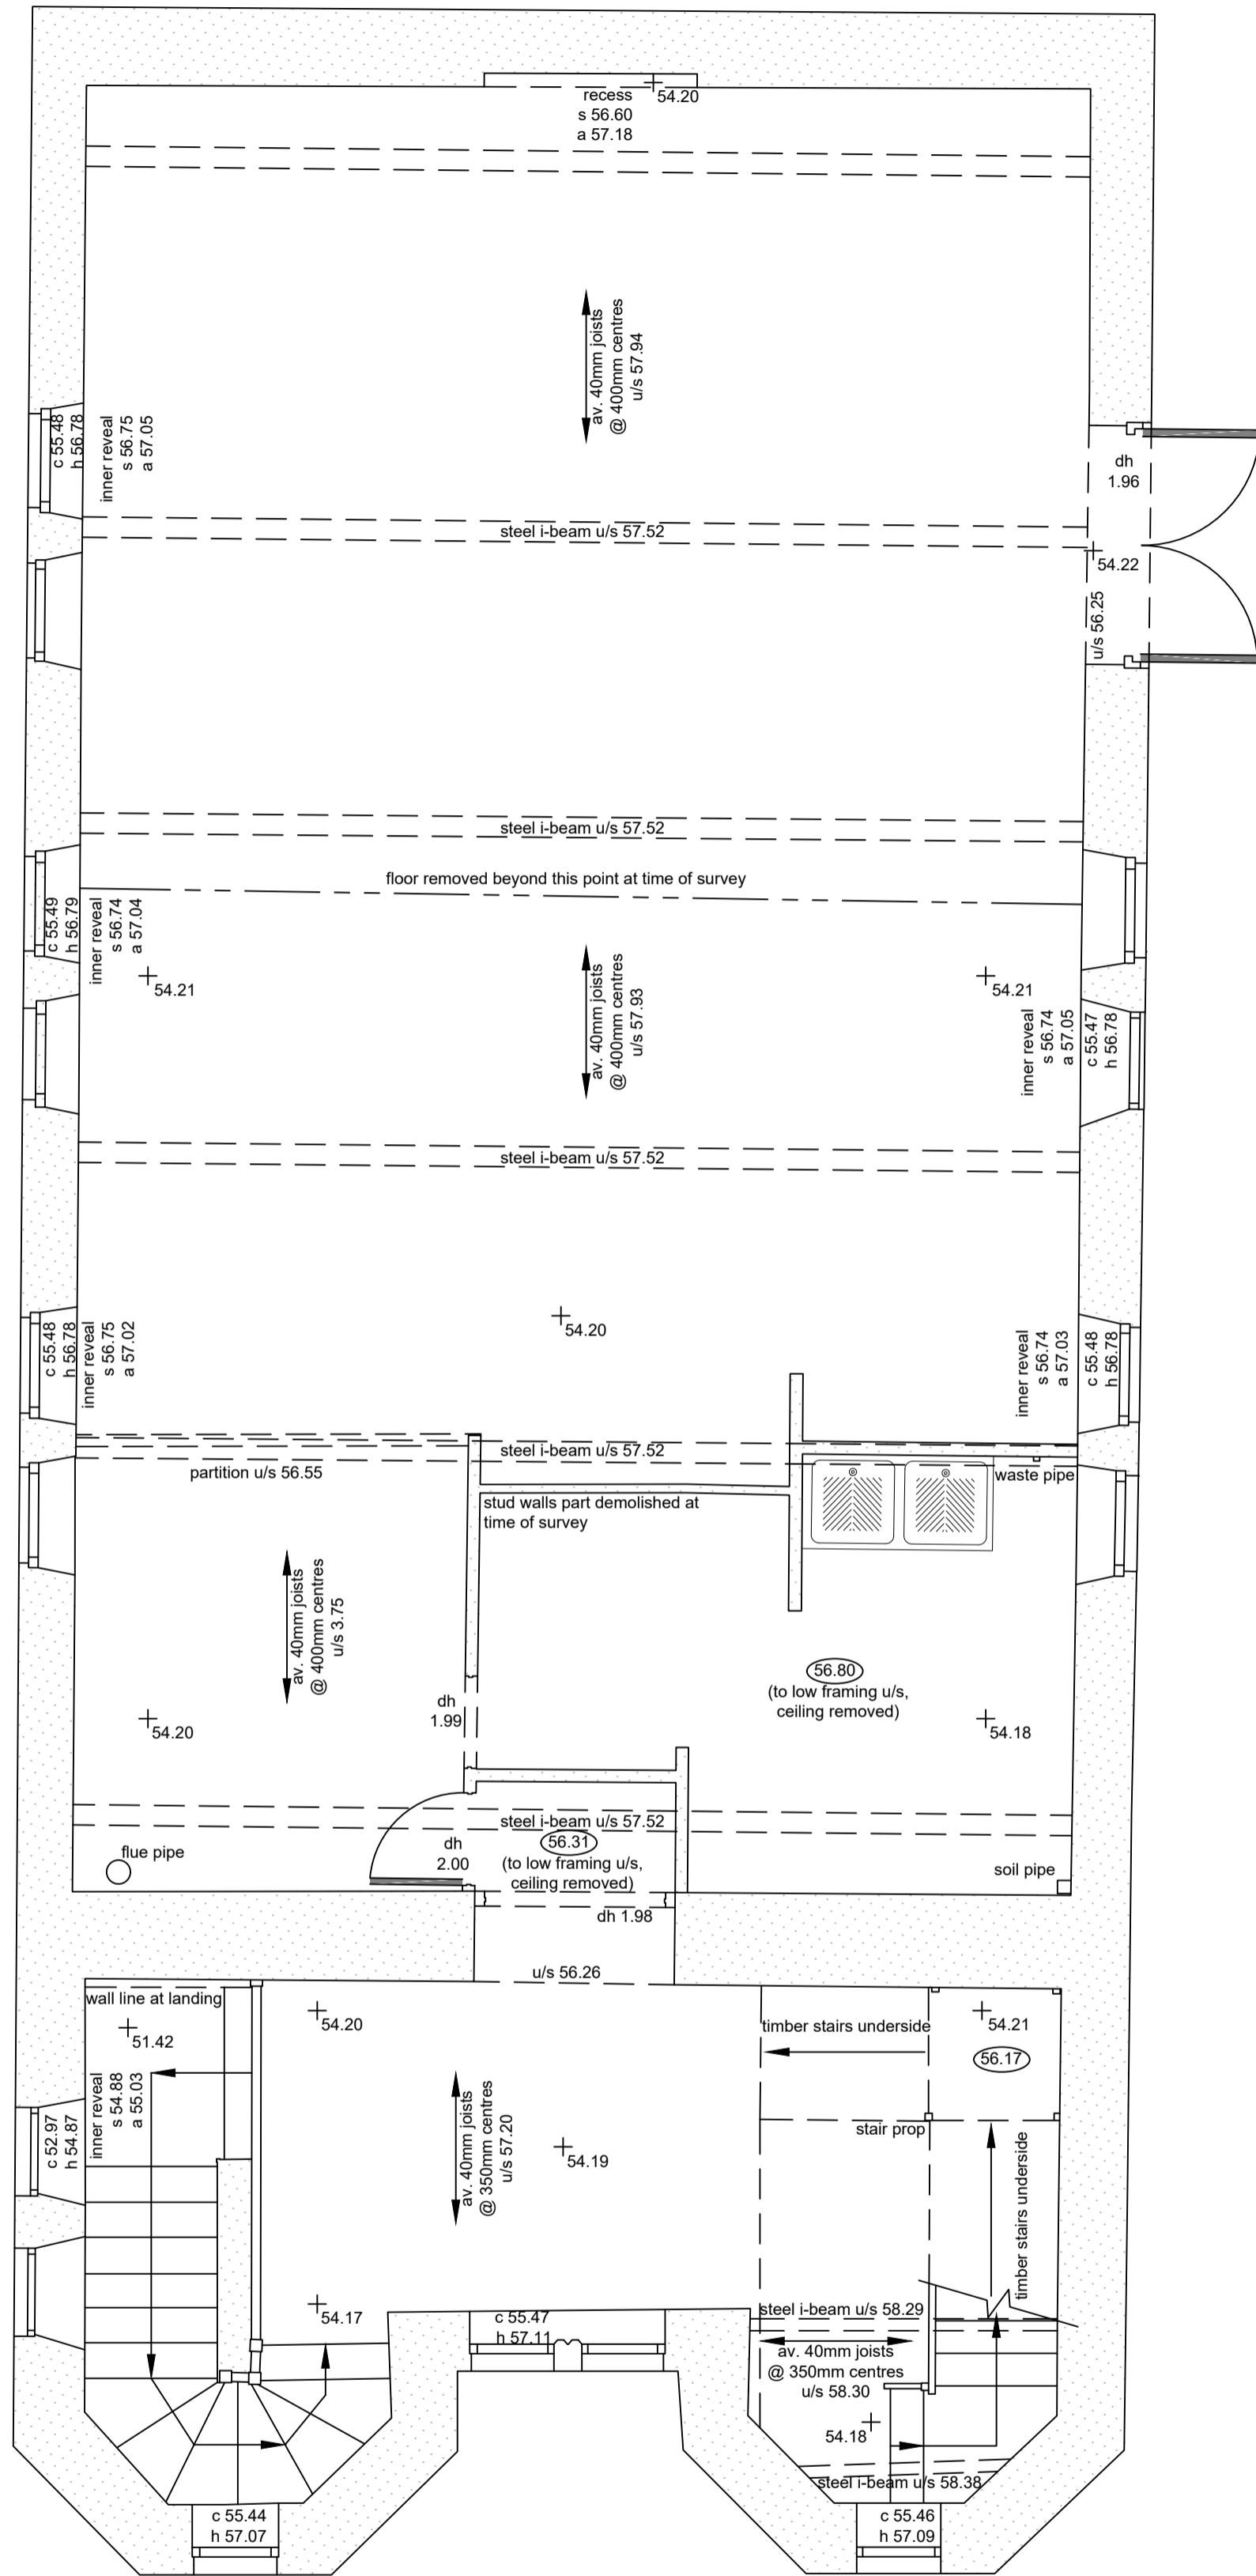 recess
s 56.60
a 57.18
54.20
av. 40mm joists
@ 400mm centres
u/s 57.94
c 55.48
h 56.78
inner reveal
s 56.75
a 57.05
dh
1.96
steel i-beam u/s 57.52
54.22
u/s 56.25
steel i-beam u/s 57.52
floor removed beyond this point at time of survey
c 55.49
h 56.79
inner reveal
s 56.74
a 57.04
54.21
av. 40mm joists
@ 400mm centres
u/s 57.93
54.21
inner reveal
s 56.74
a 57.05
c 55.47
h 56.78
steel i-beam u/s 57.52
54.20
c 55.48
h 56.78
inner reveal
s 56.75
a 57.02
inner reveal
s 56.74
a 57.03
c 55.48
h 56.78
steel i-beam u/s 57.52
partition u/s 56.55
waste pipe
stud walls part demolished at
time of survey
av. 40mm joists
@ 400mm centres
u/s 3.75
56.80
(to low framing u/s,
ceiling removed)
dh
1.99
54.20
54.18
steel i-beam u/s 57.52
56.31
(to low framing u/s,
ceiling removed)
flue pipe
dh
2.00
soil pipe
dh 1.98
u/s 56.26
wall line at landing
51.42
54.20
timber stairs underside
54.21
56.17
c 52.97
h 54.87
inner reveal
s 54.88
a 55.03
av. 40mm joists
@ 350mm centres
u/s 57.20
54.19
stair prop
timber stairs underside
54.17
c 55.47
h 57.11
steel i-beam u/s 58.29
av. 40mm joists
@ 350mm centres
u/s 58.30
54.18
steel i-beam u/s 58.38
c 55.44
h 57.07
c 55.46
h 57.09